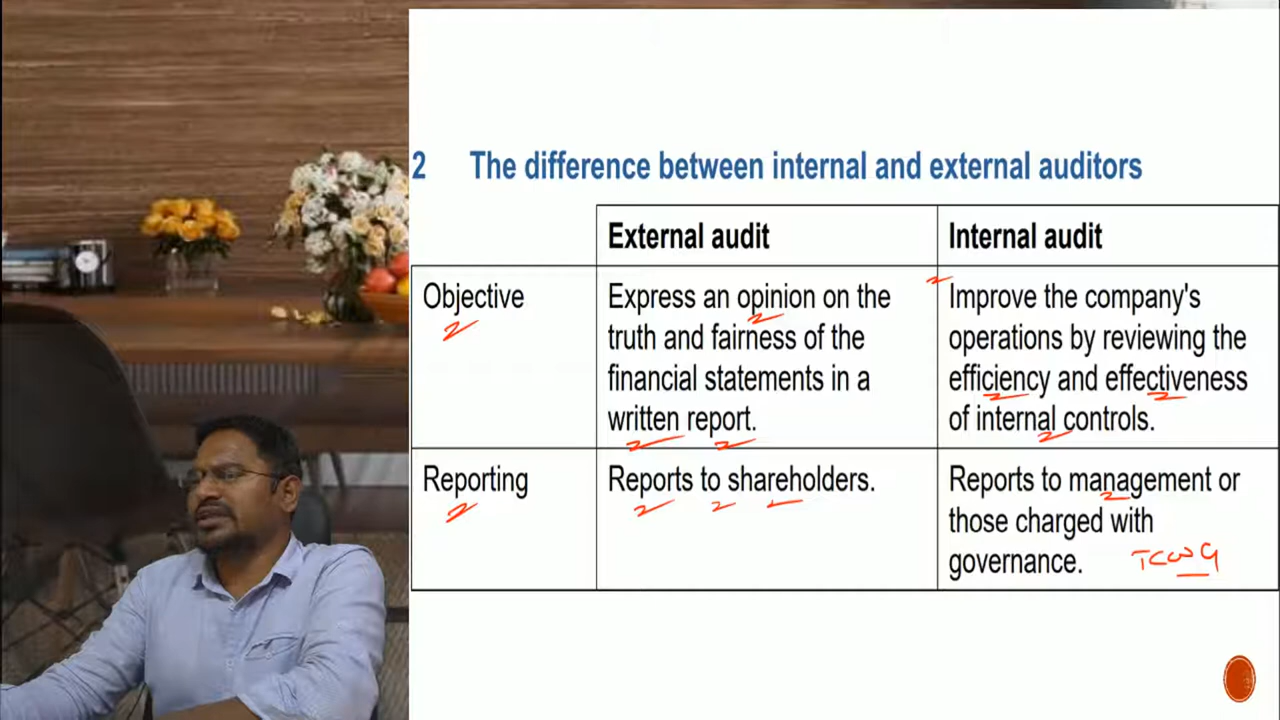 2 The difference between internal and external auditors
External audit
Internal audit
Objective
Express an opinion on the
truth and fairness of the
financial statements in a
written report.
Improve the company's
operations by reviewing the
efficiency and effectiveness
of internal controls.
Reporting
Reports to shareholders.
Reports to management or
those charged with
governance.
TCWG